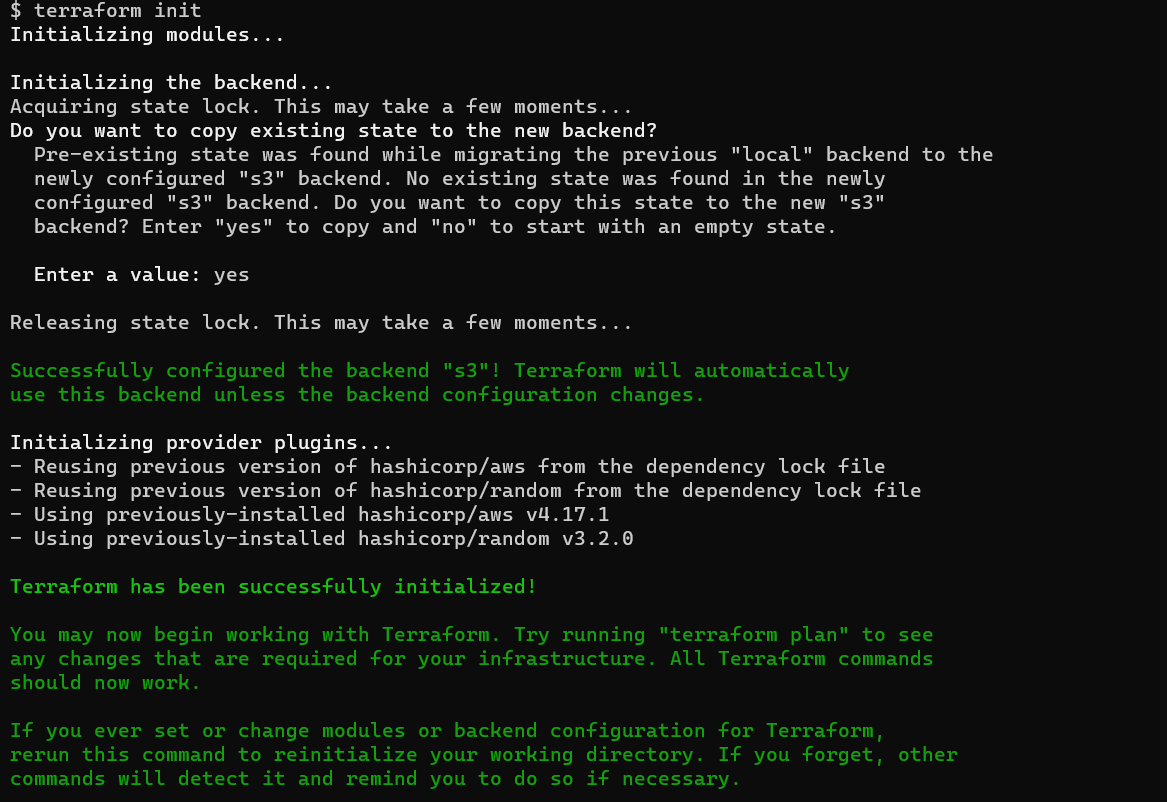 $ terraform init
Initializing modules...
Initializing the backend...
Acquiring state lock. This may take a few moments...
Do you want to copy existing state to the new backend?
Pre-existing state was found while migrating the previous "local" backend to the
newly configured "s3" backend. No existing state was found in the newly
configured "s3" backend. Do you want to copy this state to the new "s3"
backend? Enter "yes" to copy and "no" to start with an empty state.
Enter a value: yes
Releasing state lock. This may take a few moments...
Successfully configured the backend "s3"! Terraform will automatically
use this backend unless the backend configuration changes.
Initializing provider plugins...
- Reusing previous version of hashicorp/aws from the dependency lock file
- Reusing previous version of hashicorp/random from the dependency lock file
- Using previously-installed hashicorp/aws v4.17.1
- Using previously-installed hashicorp/random v3.2.0
Terraform has been successfully initialized!
You may now begin working with Terraform. Try running "terraform plan" to see
any changes that are required for your infrastructure. All Terraform commands
should now work.
If you ever set or change modules or backend configuration for Terraform,
rerun this command to reinitialize your working directory. If you forget, other
commands will detect it and remind you to do so if necessary.